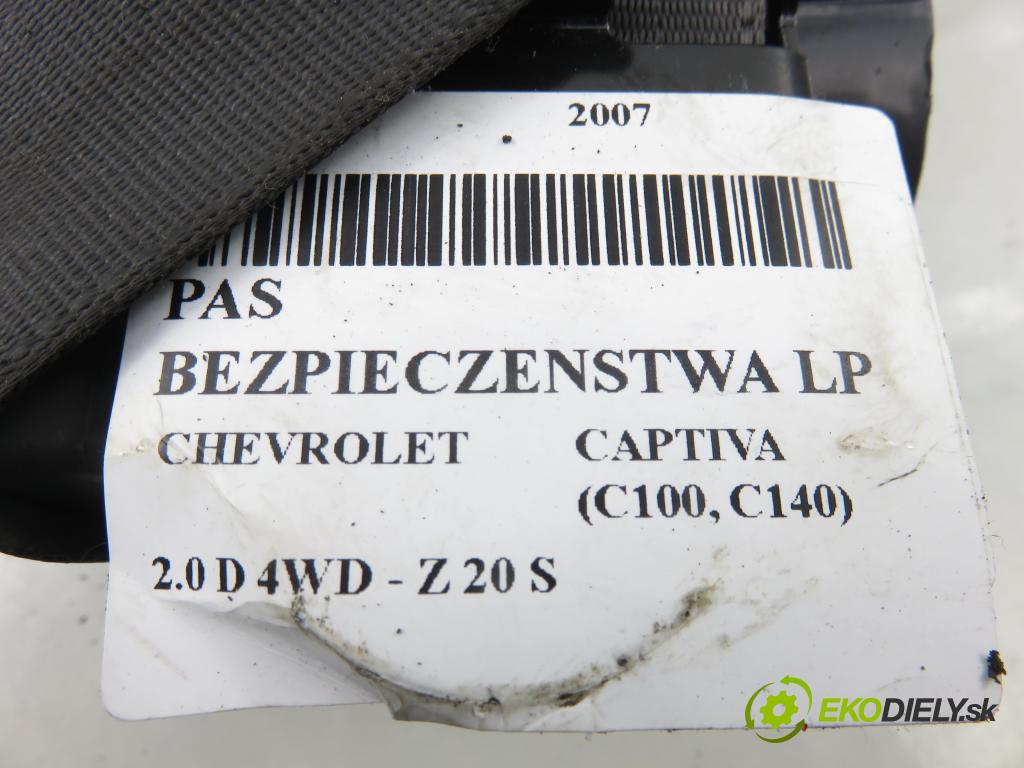 2007
PAS
BEZPIECZENSTWA LP
CHEVROLET CAPTIVA
(C100, C140)
2.0 D 4WD - Z 20 S
EKODIELY.sk